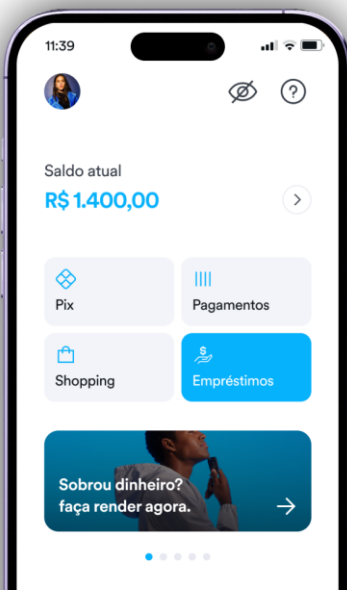 11:39
Saldo atual
R$ 1.400,00
Pix
Pagamentos
Shopping
Empréstimos
Sobrou dinheiro?
faça render agora.